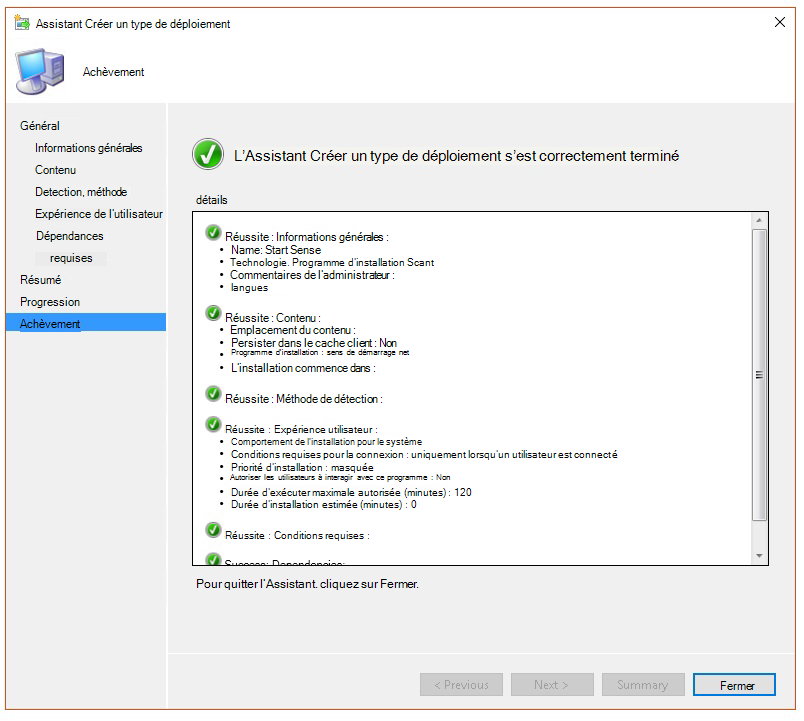 Assistant Créer un type de déploiement
Achèvement
Général
Informations générales
Contenu
Detection, méthode
Expérience de l'utilisateur
Dépendances
requises
Résumé
Progression
Achèvement
L'Assistant Créer un type de déploiement s'est correctement terminé
détails
Réussite : Informations générales :
• Name: Start Sense
• Technologie. Programme d'installation Scant
• Commentaires de l'administrateur :
• langues
Réussite : Contenu :
• Emplacement du contenu :
• Persister dans le cache client : Non
• Programme d'installation : sens de démarrage net
• L'installation commence dans :
Réussite : Méthode de détection :
Réussite : Expérience utilisateur :
• Comportement de l'installation pour le système
• Conditions requises pour la connexion : uniquement lorsqu'un utilisateur est connecté
• Priorité d'installation : masquée
• Autoriser les utilisateurs à interagir avec ce programme : Non
• Durée d'exécuter maximale autorisée (minutes) : 120
• Durée d'installation estimée (minutes) : 0
Réussite : Conditions requises :
Success: Dependencies:
Pour quitter l'Assistant. cliquez sur Fermer.
< Previous
Next >
Summary
Fermer